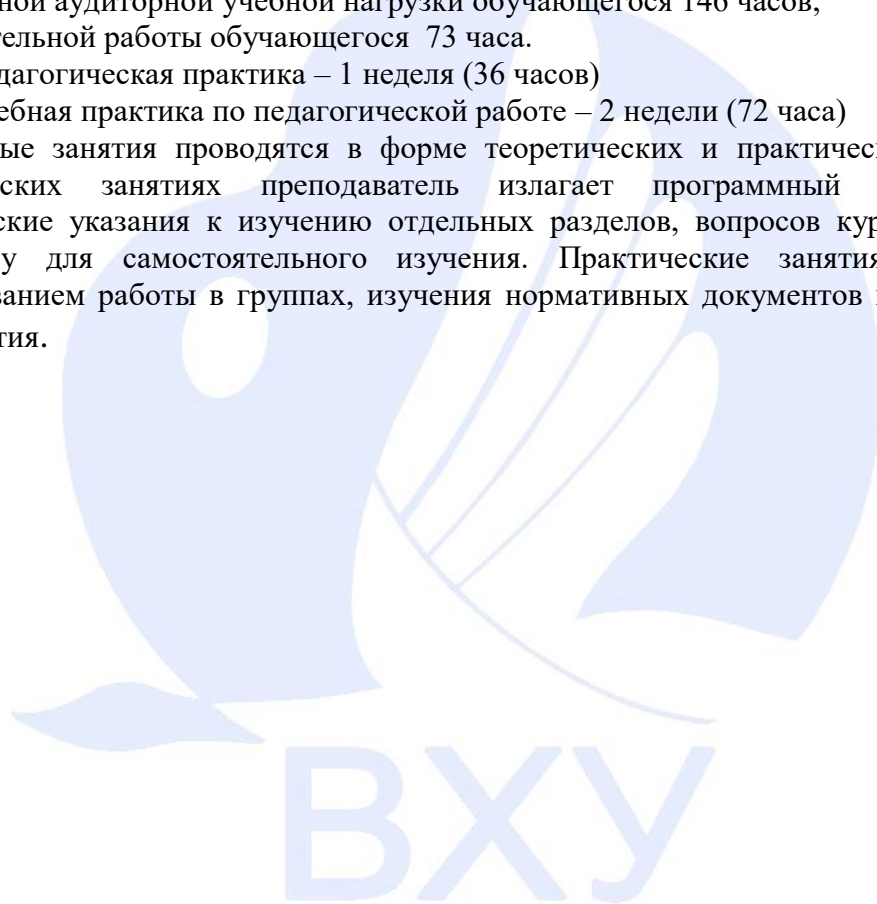 ной аудиторной учебной нагрузки обучающегося 146 часов,
тельной работы обучающегося 73 часа.
дагогическая практика – 1 неделя (36 часов)
ебная практика по педагогической работе – 2 недели (72 часа)
ые занятия проводятся в форме теоретических и практичес
ских занятиях преподаватель излагает программный
ские указания к изучению отдельных разделов, вопросов кур
у для самостоятельного изучения. Практические занятия
ванием работы в группах, изучения нормативных документов
тия.
ВХУ